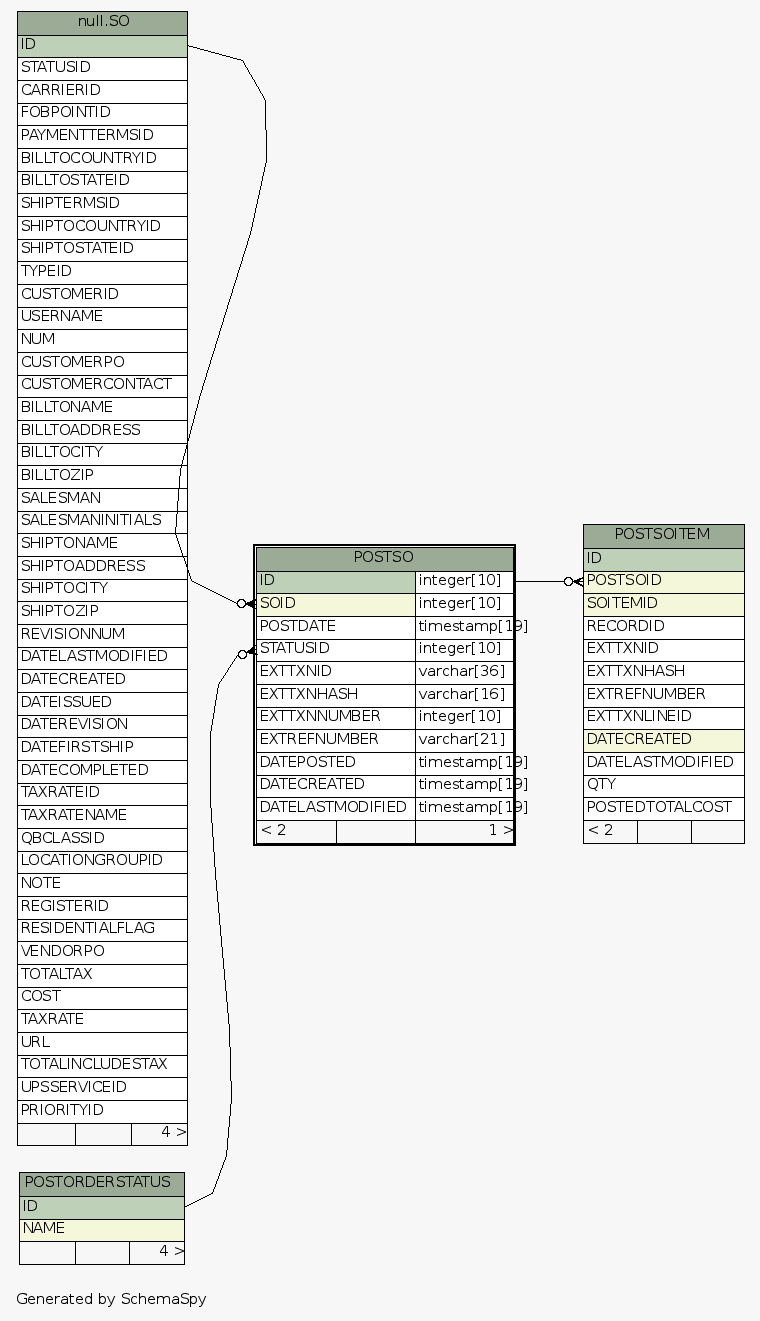 null.SO
ID
STATUSID
CARRIERID
FOBPOINTID
PAYMENTTERMSID
BILLTOCOUNTRYID
BILLTOSTATEID
SHIPTERMSID
SHIPTOCOUNTRYID
SHIPTOSTATEID
TYPEID
CUSTOMERID
USERNAME
NUM
CUSTOMERPO
CUSTOMERCONTACT
BILLTONAME
BILLTOADDRESS
BILLTOCITY
BILLTOZIP
SALESMAN
SALESMANINITIALS
SHIPTONAME
SHIPTOADDRESS
SHIPTOCITY
SHIPTOZIP
REVISIONNUM
DATELASTMODIFIED
DATECREATED
DATEISSUED
DATEREVISION
DATEFIRSTSHIP
DATECOMPLETED
TAXRATEID
TAXRATENAME
QBCLASSID
LOCATIONGROUPID
NOTE
REGISTERID
RESIDENTIALFLAG
VENDORPO
TOTALTAX
COST
TAXRATE
URL
TOTALINCLUDESTAX
UPSSERVICEID
PRIORITYID
4 >
POSTORDERSTATUS
ID
NAME
4 >
POSTSO
ID integer[10]
SOID integer[10]
POSTDATE timestamp[19]
STATUSID integer[10]
EXTTXNID varchar[36]
EXTTXNHASH varchar[16]
EXTTXNNUMBER integer[10]
EXTREFNUMBER varchar[21]
DATEPOSTED timestamp[19]
DATECREATED timestamp[19]
DATELASTMODIFIED timestamp[19]
< 2 1 >
POSTSOITEM
ID
POSTSOID
SOITEMID
RECORDID
EXTTXNID
EXTTXNHASH
EXTREFNUMBER
EXTTXNLINEID
DATECREATED
DATELASTMODIFIED
QTY
POSTEDTOTALCOST
< 2
Generated by SchemaSpy